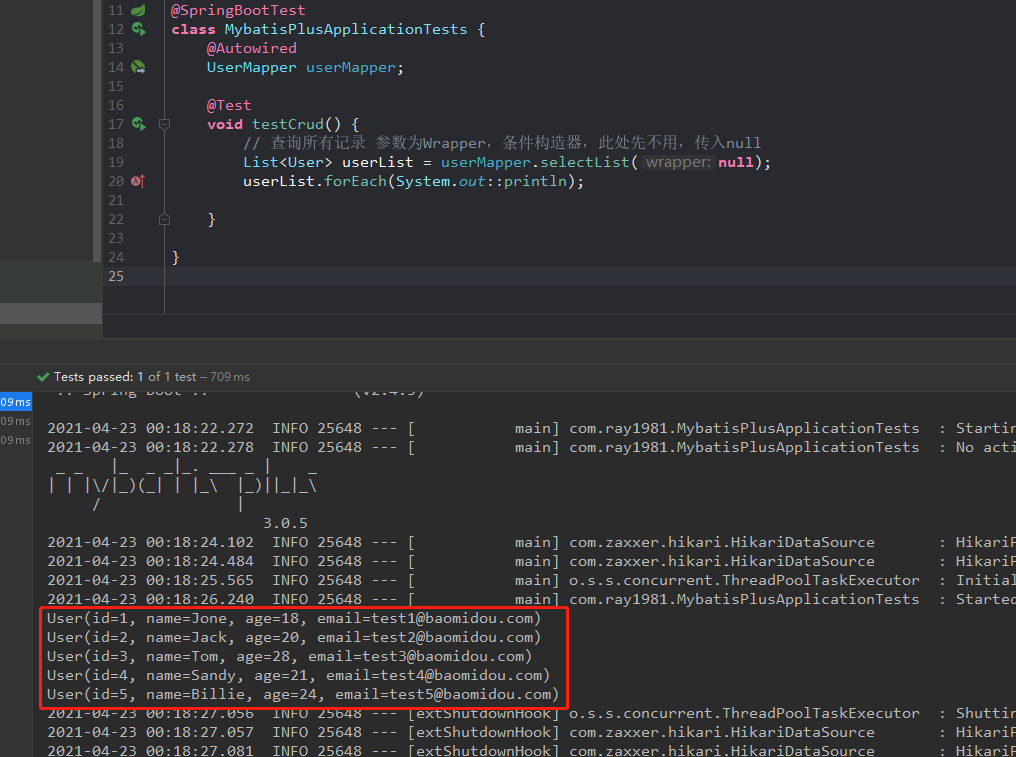 11 @SpringBootTest
12 class MybatisPlusApplicationTests {
13 @Autowired
14 UserMapper userMapper;
15
16 @Test
17 void testCrud() {
18 // 查询所有记录 参数为Wrapper，条件构造器，此处先不用，传入null
19 List<User> userList = userMapper.selectList( wrapper: null);
20 userList.forEach(System.out::println);
21
22 }
23
24 }
25
Tests passed: 1 of 1 test – 709 ms
09 ms
09 ms
09 ms
:: Spring Boot :: (v2.4.5)
2021-04-23 00:18:22.272 INFO 25648 --- [ main] com.ray1981.MybatisPlusApplicationTests : Startin
2021-04-23 00:18:22.278 INFO 25648 --- [ main] com.ray1981.MybatisPlusApplicationTests : No acti
3.0.5
2021-04-23 00:18:24.102 INFO 25648 --- [ main] com.zaxxer.hikari.HikariDataSource : HikariP
2021-04-23 00:18:24.484 INFO 25648 --- [ main] com.zaxxer.hikari.HikariDataSource : HikariP
2021-04-23 00:18:25.565 INFO 25648 --- [ main] o.s.s.concurrent.ThreadPoolTaskExecutor : Initial
2021-04-23 00:18:26.240 INFO 25648 --- [ main] com.ray1981.MybatisPlusApplicationTests : Started
User(id=1, name=Jone, age=18, email=test1@baomidou.com)
User(id=2, name=Jack, age=20, email=test2@baomidou.com)
User(id=3, name=Tom, age=28, email=test3@baomidou.com)
User(id=4, name=Sandy, age=21, email=test4@baomidou.com)
User(id=5, name=Billie, age=24, email=test5@baomidou.com)
2021-04-23 00:18:27.056 INFO 25648 --- [extShutdownHook] o.s.s.concurrent.ThreadPoolTaskExecutor : Shuttin
2021-04-23 00:18:27.057 INFO 25648 --- [extShutdownHook] com.zaxxer.hikari.HikariDataSource : HikariP
2021-04-23 00:18:27.081 INFO 25648 --- [extShutdownHook] com.zaxxer.hikari.HikariDataSource : HikariP